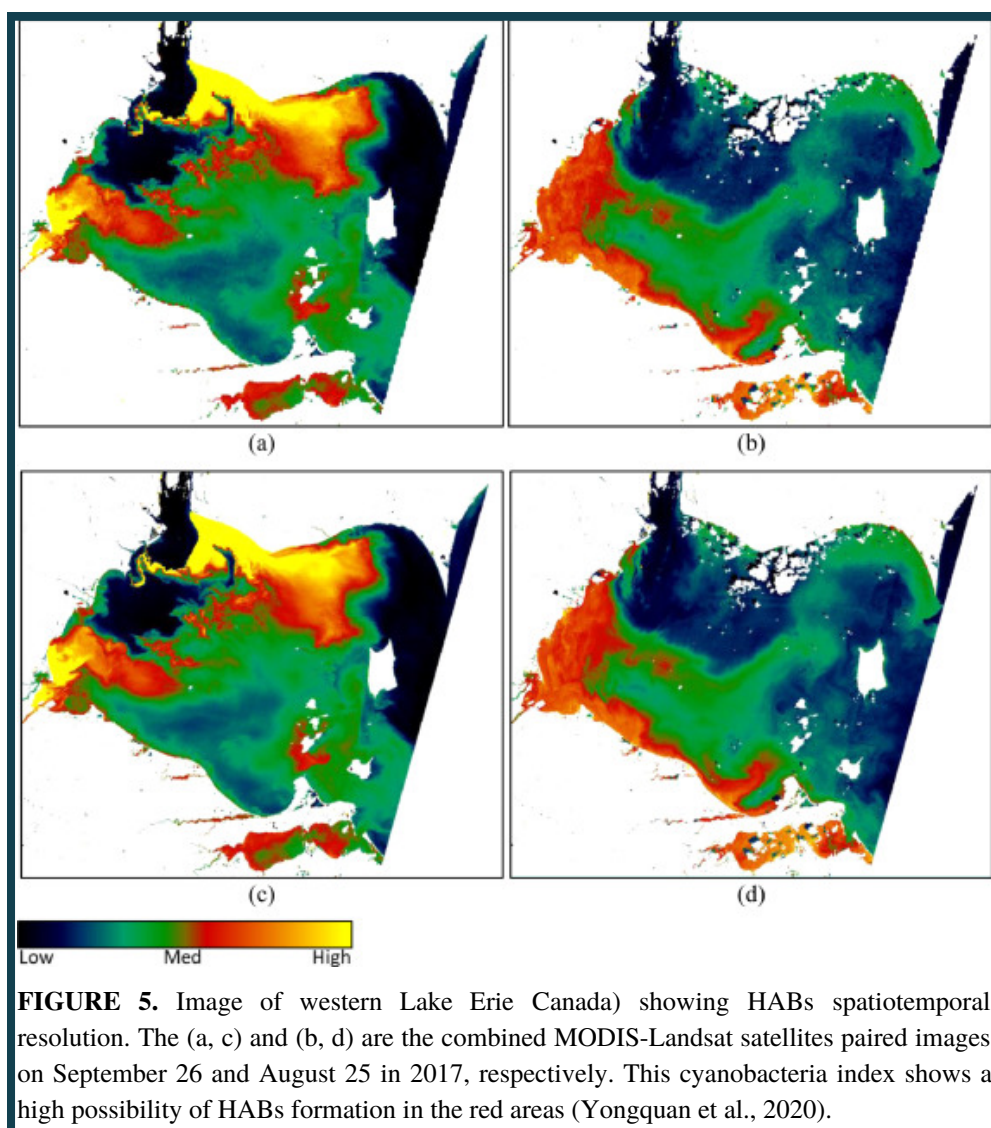 (a)
(b)
(c)
(d)
Low
Med
High
FIGURE 5. Image of western Lake Erie Canada) showing HABs spatiotemporal
resolution. The (a, c) and (b, d) are the combined MODIS-Landsat satellites paired images
on September 26 and August 25 in 2017, respectively. This cyanobacteria index shows a
high possibility of HABs formation in the red areas (Yongquan et al., 2020).